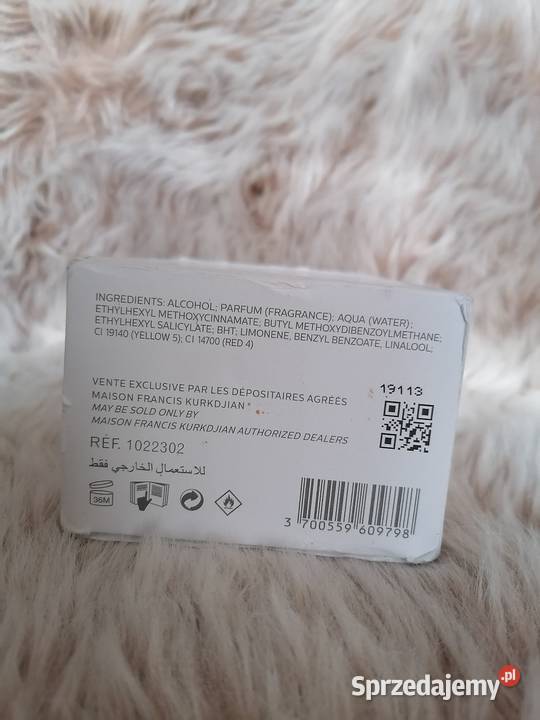 INGREDIENTS: ALCOHOL; PARFUM (FRAGRANCE); AQUA (WATER);
ETHYLHEXYL METHOXYCINNAMATE; BUTYL METHOXYDIBENZOYLMETHANE;
ETHYLHEXYL SALICYLATE; BHT; LIMONENE, BENZYL BENZOATE, LINALOOL;
CI 19140 (YELLOW 5); CI 14700 (RED 4)
VENTE EXCLUSIVE PAR LES DÉPOSITAIRES AGRÉÉS
MAISON FRANCIS KURKDJIAN
MAY BE SOLD ONLY BY
MAISON FRANCIS KURKDJIAN AUTHORIZED DEALERS
19113
RÉF. 1022302
للاستعمال الخارجي فقط
36M
3 700559 609798
Sprzedajemy.pl